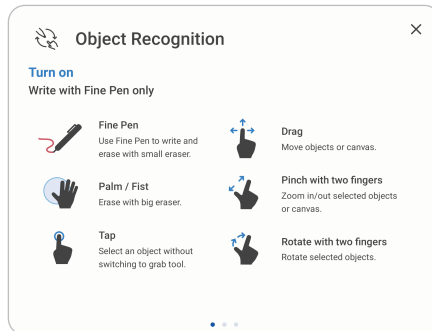 Object Recognition
Turn on
Write with Fine Pen only
Fine Pen
Use Fine Pen to write and
erase with small eraser.
Palm / Fist
Erase with big eraser.
Tap
Select an object without
switching to grab tool.
Drag
Move objects or canvas.
Pinch with two fingers
Zoom in/out selected objects
or canvas.
Rotate with two fingers
Rotate selected objects.